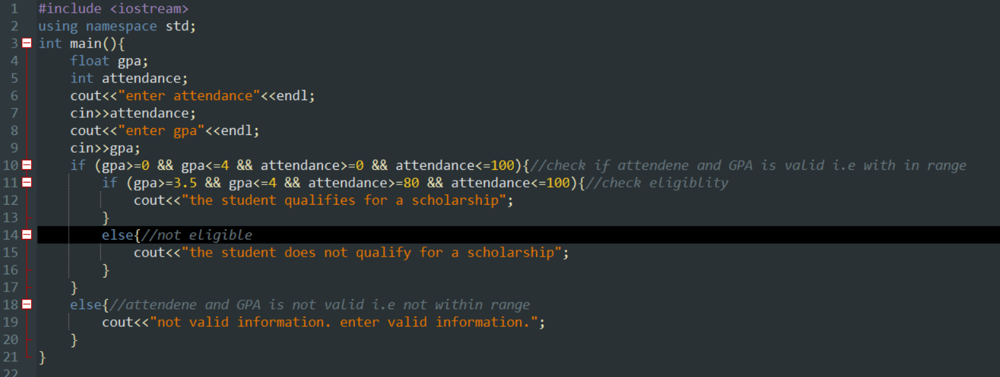 1 #include <iostream>
2 using namespace std;
3 int main(){
4 float gpa;
5 int attendance;
6 cout<<"enter attendance"<<endl;
7 cin>>attendance;
8 cout<<"enter gpa"<<endl;
9 cin>>gpa;
10 if (gpa>=0 && gpa<=4 && attendance>=0 && attendance<=100){//check if attendene and GPA is valid i.e with in range
11 if (gpa>=3.5 && gpa<=4 && attendance>=80 && attendance<=100){//check eligiblity
12 cout<<"the student qualifies for a scholarship";
13 }
14 else{//not eligible
15 cout<<"the student does not qualify for a scholarship";
16 }
17 }
18 else{//attendene and GPA is not valid i.e not within range
19 cout<<"not valid information. enter valid information.";
20 }
21 }
22